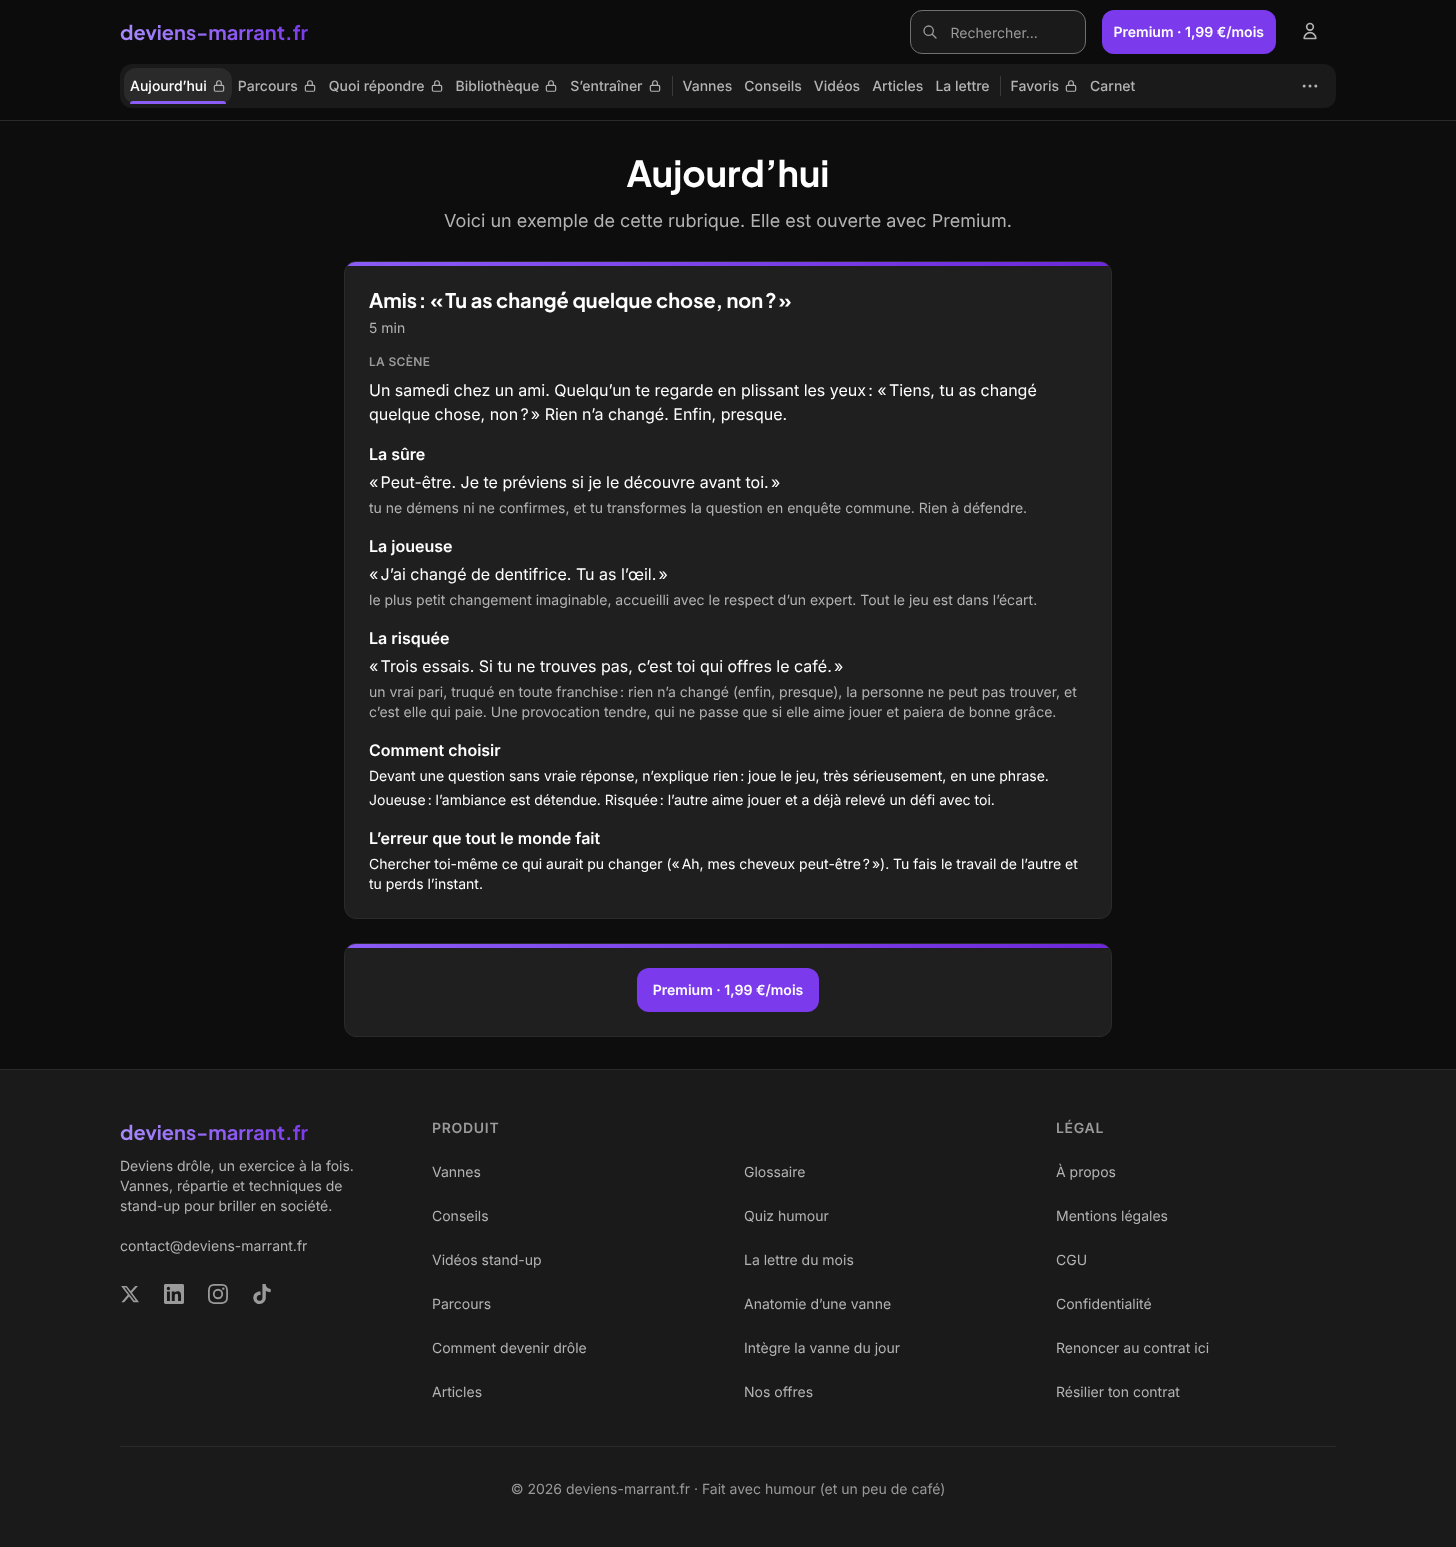 deviens-marrant.fr
Rechercher...
Premium · 1,99 €/mois
Aujourd’hui
Parcours
Quoi répondre
Bibliothèque
S’entraîner
Vannes
Conseils
Vidéos
Articles
La lettre
Favoris
Carnet
Aujourd’hui
Voici un exemple de cette rubrique. Elle est ouverte avec Premium.
Amis : « Tu as changé quelque chose, non ? »
5 min
LA SCÈNE
Un samedi chez un ami. Quelqu’un te regarde en plissant les yeux : « Tiens, tu as changé
quelque chose, non ? » Rien n’a changé. Enfin, presque.
La sûre
« Peut-être. Je te préviens si je le découvre avant toi. »
tu ne démens ni ne confirmes, et tu transformes la question en enquête commune. Rien à défendre.
La joueuse
« J’ai changé de dentifrice. Tu as l’œil. »
le plus petit changement imaginable, accueilli avec le respect d’un expert. Tout le jeu est dans l’écart.
La risquée
« Trois essais. Si tu ne trouves pas, c’est toi qui offres le café. »
un vrai pari, truqué en toute franchise : rien n’a changé (enfin, presque), la personne ne peut pas trouver, et
c’est elle qui paie. Une provocation tendre, qui ne passe que si elle aime jouer et paiera de bonne grâce.
Comment choisir
Devant une question sans vraie réponse, n’explique rien : joue le jeu, très sérieusement, en une phrase.
Joueuse : l’ambiance est détendue. Risquée : l’autre aime jouer et a déjà relevé un défi avec toi.
L’erreur que tout le monde fait
Chercher toi-même ce qui aurait pu changer (« Ah, mes cheveux peut-être ? »). Tu fais le travail de l’autre et
tu perds l’instant.
Premium · 1,99 €/mois
deviens-marrant.fr
Deviens drôle, un exercice à la fois.
Vannes, répartie et techniques de
stand-up pour briller en société.
contact@deviens-marrant.fr
PRODUIT
Vannes
Conseils
Vidéos stand-up
Parcours
Comment devenir drôle
Articles
Glossaire
Quiz humour
La lettre du mois
Anatomie d’une vanne
Intègre la vanne du jour
Nos offres
LÉGAL
À propos
Mentions légales
CGU
Confidentialité
Renoncer au contrat ici
Résilier ton contrat
© 2026 deviens-marrant.fr · Fait avec humour (et un peu de café)